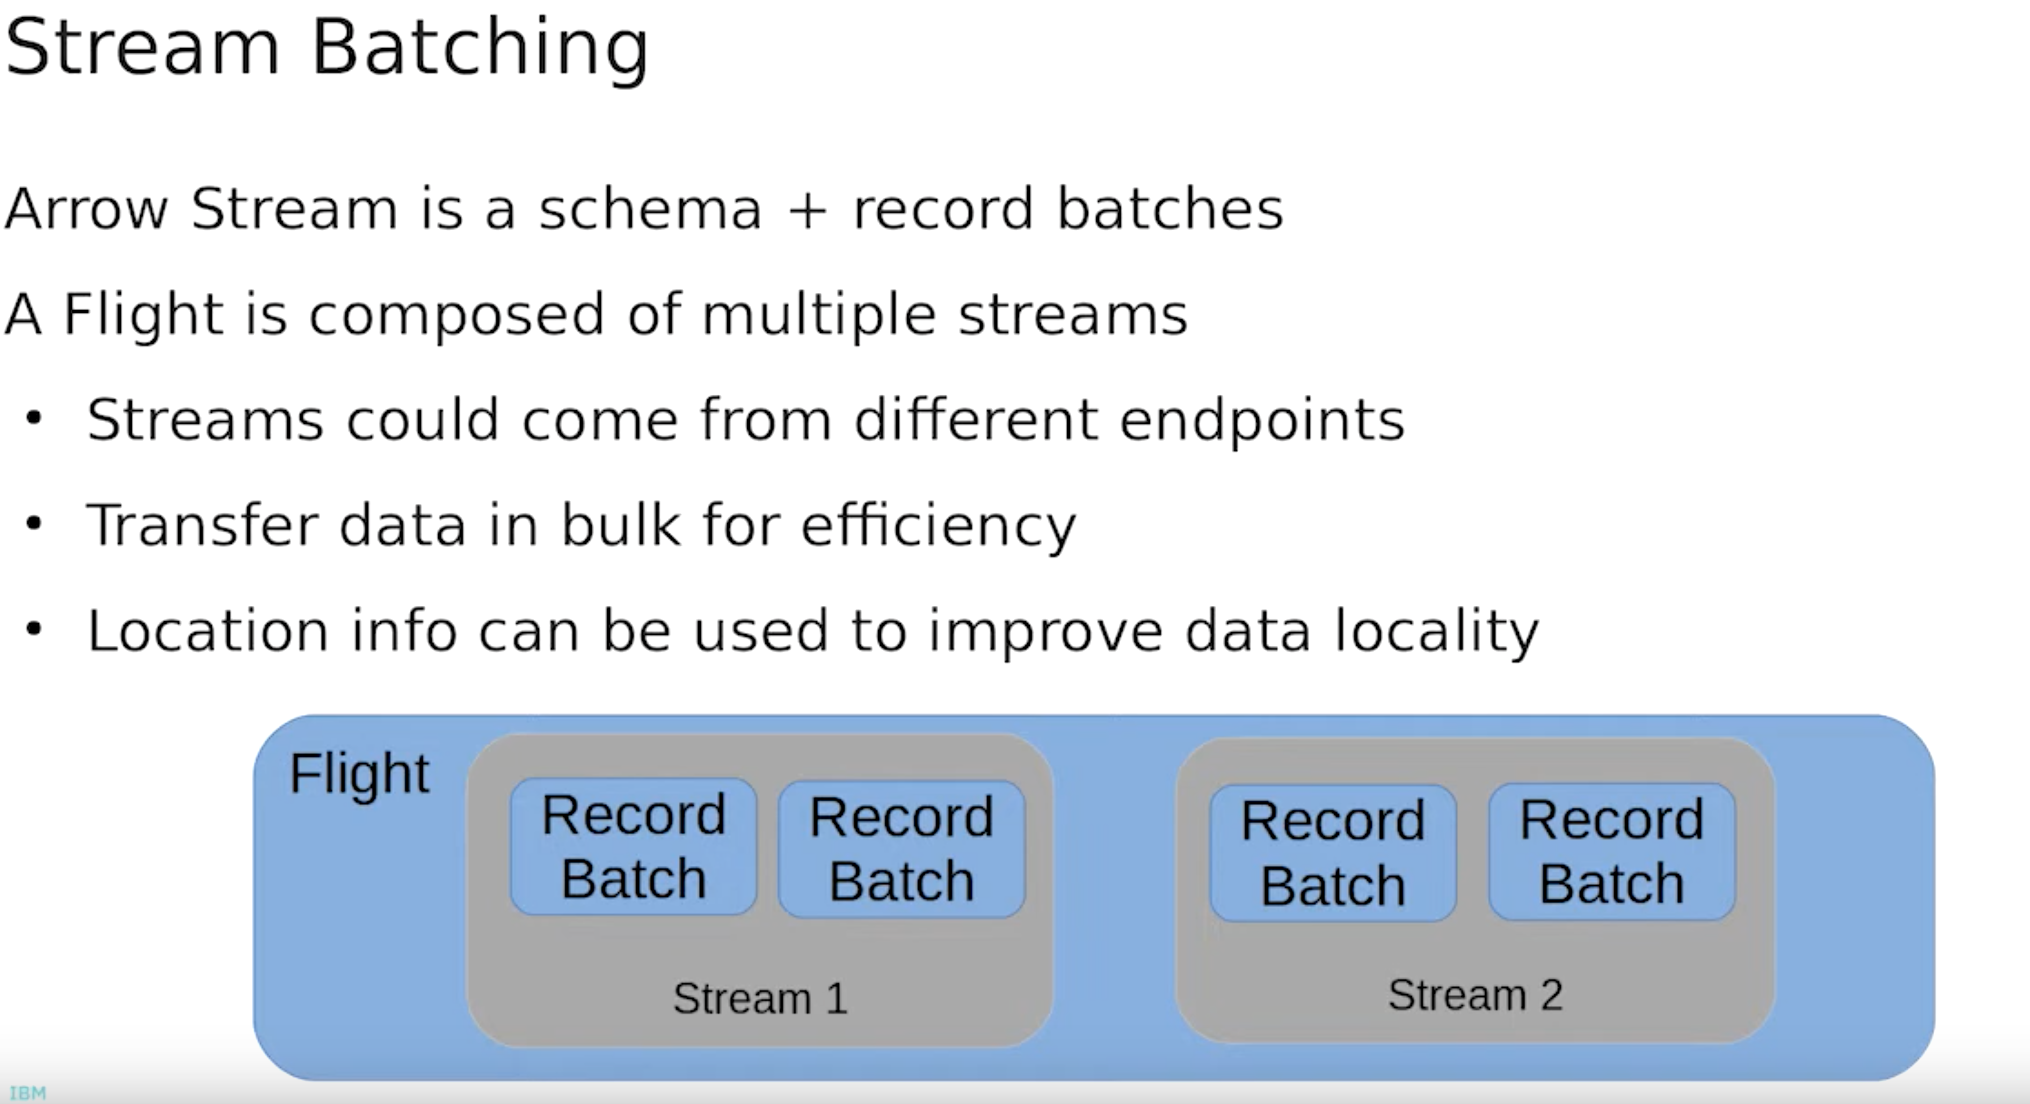 Stream Batching
Arrow Stream is a schema + record batches
A Flight is composed of multiple streams
• Streams could come from different endpoints
• Transfer data in bulk for efficiency
• Location info can be used to improve data locality
Flight
Record
Batch
Record
Batch
Stream 1
Record
Batch
Record
Batch
Stream 2
IBM